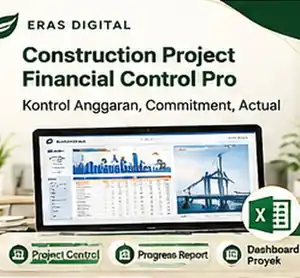 ERAS DIGITAL
Construction Project
Financial Control Pro
Kontrol Anggaran, Commitment, Actual
X
Project Control
Progress Report
Dashboard
Proyek